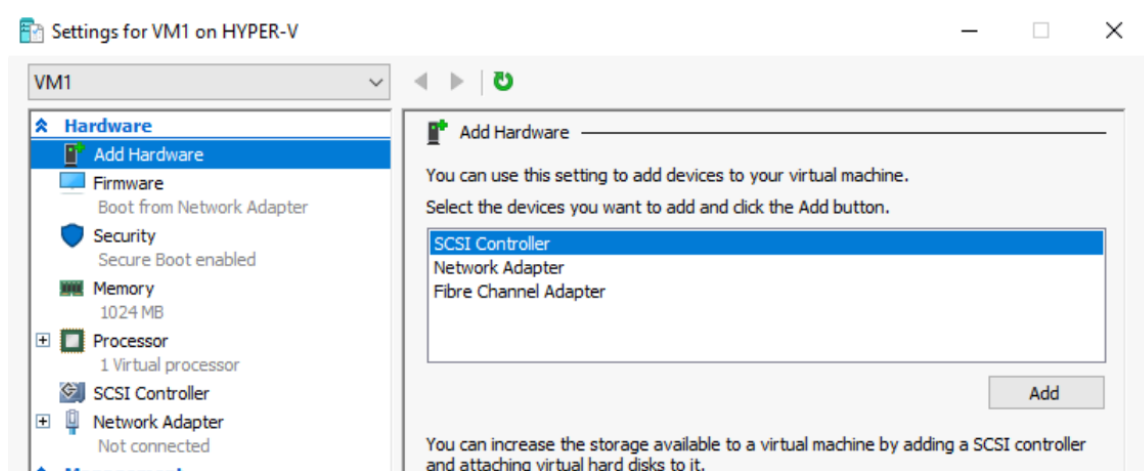 Settings for VM1 on HYPER-V
VM1
Hardware
Add Hardware
Firmware
Boot from Network Adapter
Security
Secure Boot enabled
Memory
1024 MB
Processor
1 Virtual processor
SCSI Controller
Network Adapter
Not connected
Add Hardware
You can use this setting to add devices to your virtual machine.
Select the devices you want to add and click the Add button.
SCSI Controller
Network Adapter
Fibre Channel Adapter
Add
You can increase the storage available to a virtual machine by adding a SCSI controller
and attaching virtual hard disks to it.